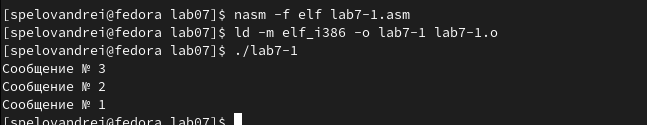 [spelovandrei@fedora lab07]$ nasm -f elf lab7-1.asm
[spelovandrei@fedora lab07]$ ld -m elf_i386 -o lab7-1 lab7-1.o
[spelovandrei@fedora lab07]$ ./lab7-1
Сообщение № 3
Сообщение № 2
Сообщение № 1
[spelovandrei@fedora lab07]$